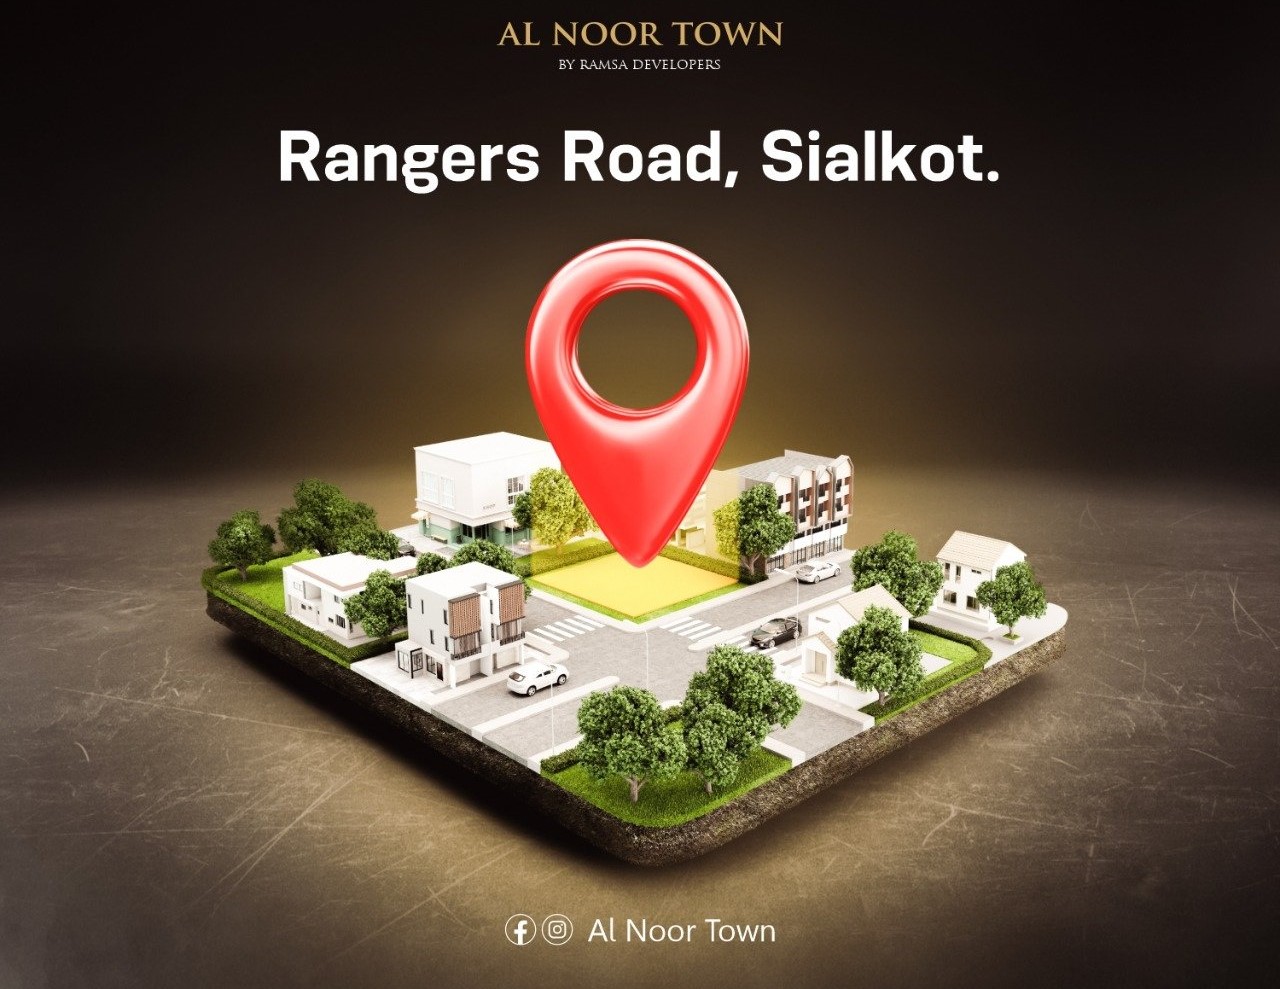 AL NOOR TOWN
BY RAMSA DEVELOPERS
Rangers Road, Sialkot.
Al Noor Town